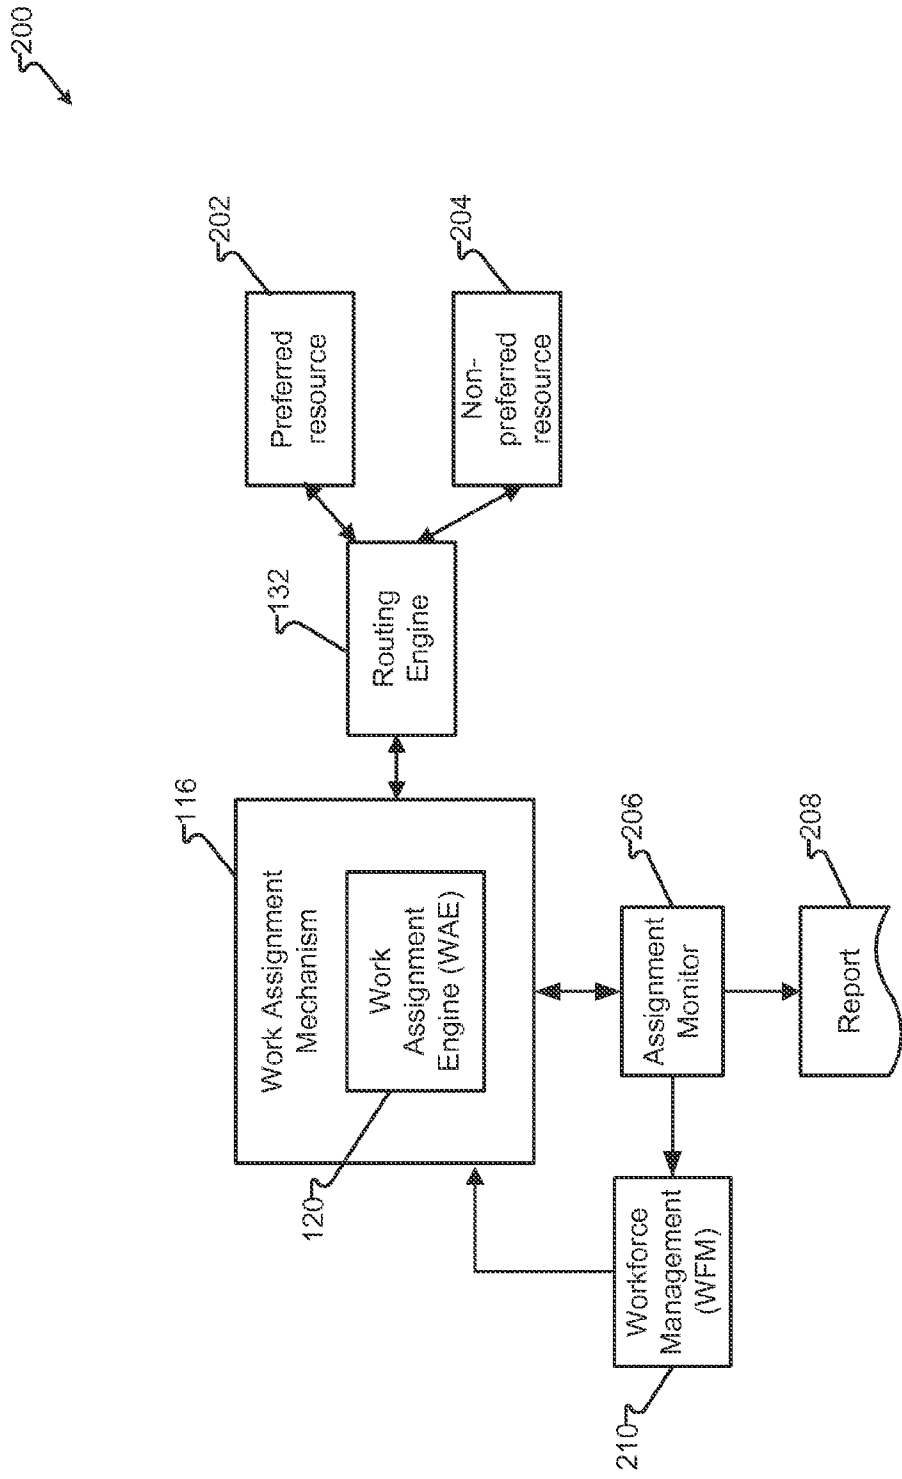 200
116
Work Assignment
Mechanism
Work
Assignment
Engine (WAE)
120
132
Routing
Engine
202
Preferred
resource
204
Non-
preferred
resource
210
Workforce
Management
(WFM)
206
Assignment
Monitor
208
Report